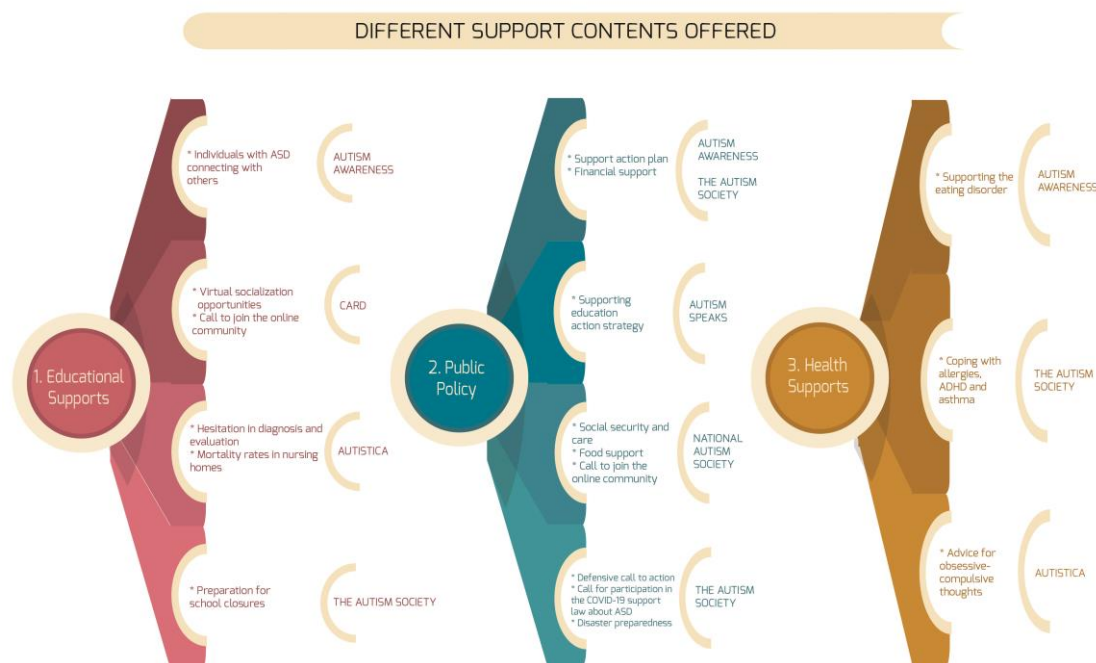 DIFFERENT SUPPORT CONTENTS OFFERED
1. Educational
Supports
* Individuals with ASD
connecting with
others
AUTISM
AWARENESS
* Virtual socialization
opportunities
* Call to join the online
community
CARD
* Hesitation in diagnosis and
evaluation
* Mortality rates in nursing
homes
AUTISTICA
* Preparation for
school closures
THE AUTISM SOCIETY
2. Public
Policy
* Support action plan
* Financial support
AUTISM
AWARENESS
THE AUTISM
SOCIETY
* Supporting
education
action strategy
AUTISM
SPEAKS
* Social security and
care
* Food support
* Call to join the
online community
NATIONAL
AUTISM
SOCIETY
* Defensive call to action
* Call for participation in
the COVID-19 support
law about ASD
* Disaster preparedness
THE AUTISM
SOCIETY
3. Health
Supports
* Supporting the
eating disorder
AUTISM
AWARENESS
* Coping with
allergies,
ADHD and
asthma
THE AUTISM
SOCIETY
* Advice for
obsessive-
compulsive
thoughts
AUTISTICA